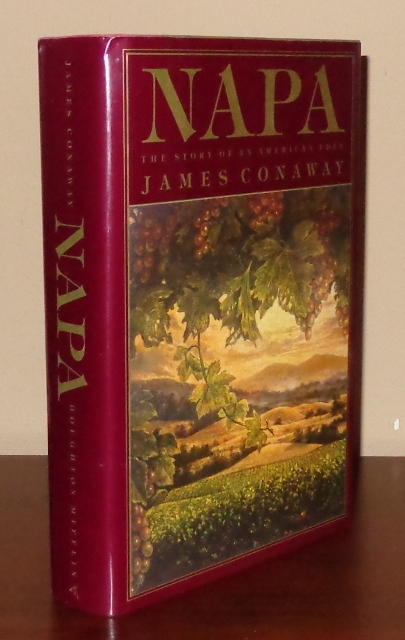 NAPA
THE STORY OF AN AMERICAN EDEN
JAMES CONAWAY
JAMES CONAWAY
NAPA
HOUGHTON MIFFLIN